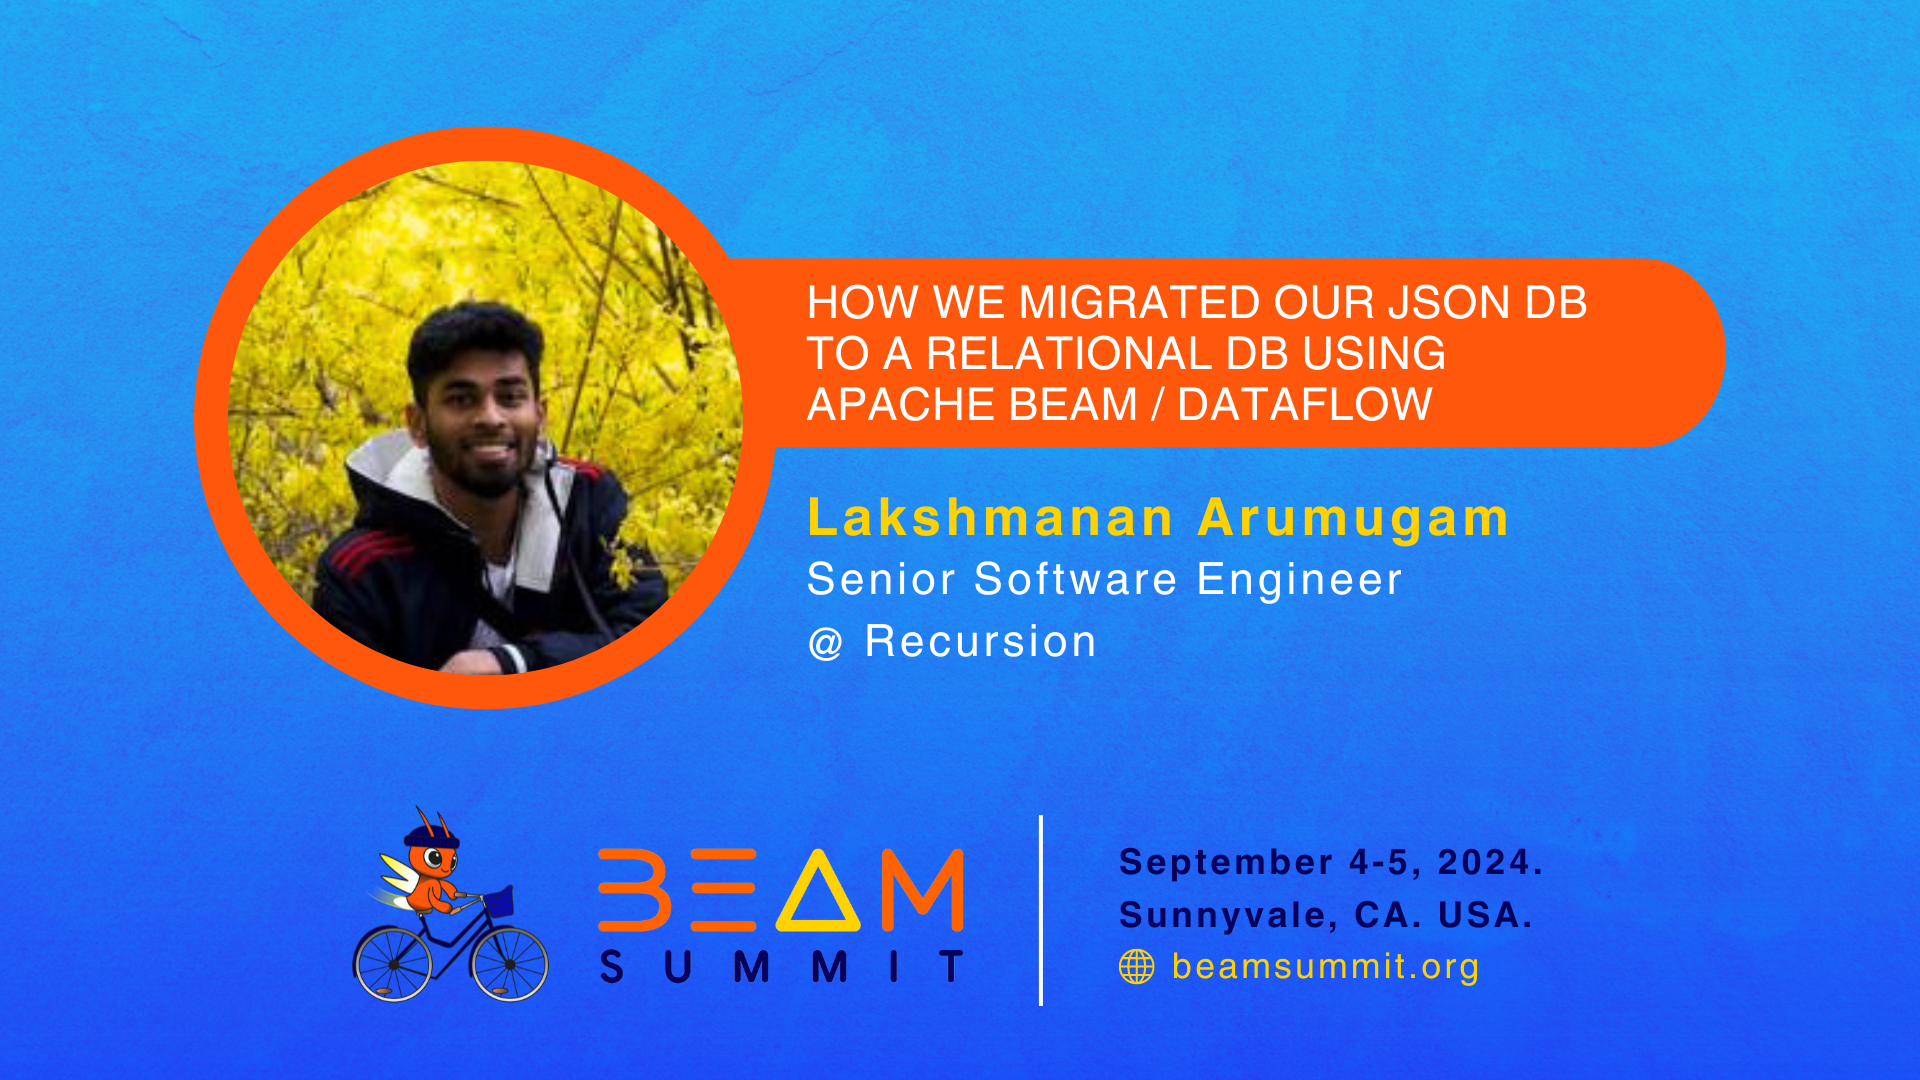 HOW WE MIGRATED OUR JSON DB
TO A RELATIONAL DB USING
APACHE BEAM / DATAFLOW
Lakshmanan Arumugam
Senior Software Engineer
@ Recursion
BEAM
SUMMIT
September 4-5, 2024.
Sunnyvale, CA. USA.
beamsummit.org